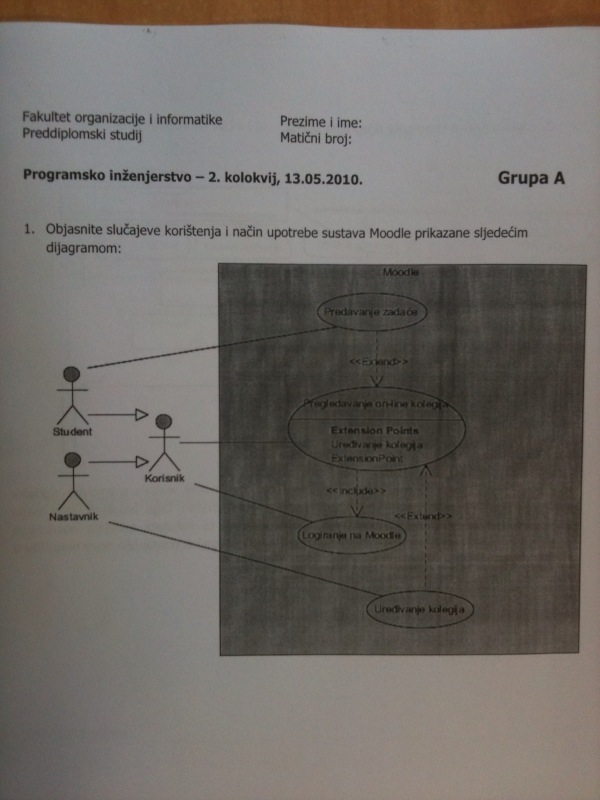 Fakultet organizacije i informatike
Preddiplomski studij
Prezime i ime:
Matični broj:
Programsko inženjerstvo – 2. kolokvij, 13.05.2010.
Grupa A
1. Objasnite slučajeve korištenja i način upotrebe sustava Moodle prikazane sljedećim
dijagramom:
Moodle
Predavanje zadaće
<<Extend>>
Pregledavanje on-line kolegija
Extension Points
Uređivanje kolegija
ExtensionPoint
Student
Korisnik
Nastavnik
<<Include>>
<<Extend>>
Logiranje na Moodle
Uređivanje kolegija